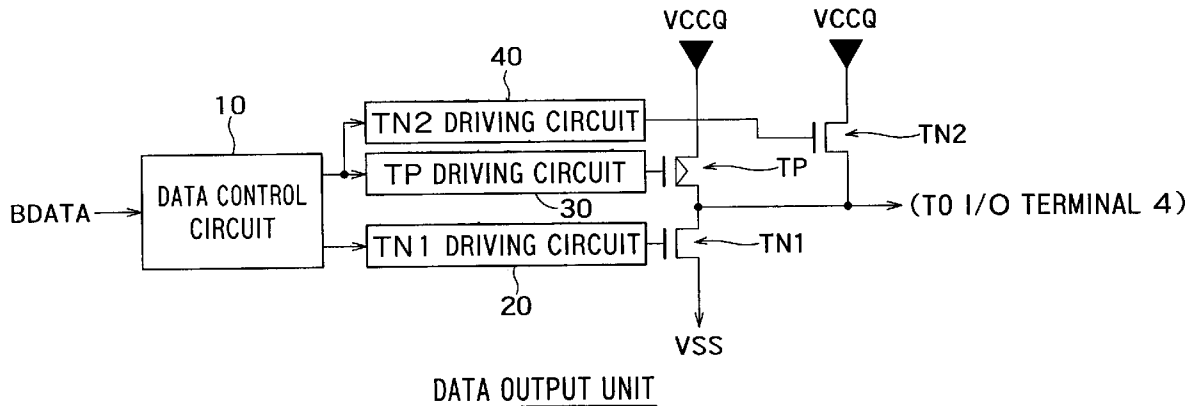 VCCQ
VCCQ
40
10
TN2 DRIVING CIRCUIT
TN2
TP DRIVING CIRCUIT
TP
DATA CONTROL
CIRCUIT
BDATA
30
(TO I/O TERMINAL 4)
TN1 DRIVING CIRCUIT
TN1
20
VSS
DATA OUTPUT UNIT